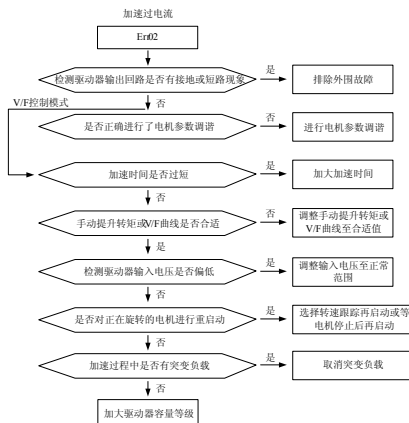 加速过电流
Err02
检测驱动器输出回路是否有接地或短路现象
是
排除外围故障
V/F控制模式
否
是否正确进行了电机参数调谐
否
进行电机参数调谐
加速时间是否过短
是
加大加速时间
否
手动提升转矩或V/F曲线是否合适
否
调整手动提升转矩或
V/F曲线至合适值
是
检测驱动器输入电压是否偏低
是
调整输入电压至正常
范围
否
是否对正在旋转的电机进行重启动
是
选择转速跟踪再启动或等
电机停止后再启动
否
加速过程中是否有突变负载
是
取消突变负载
否
加大驱动器容量等级